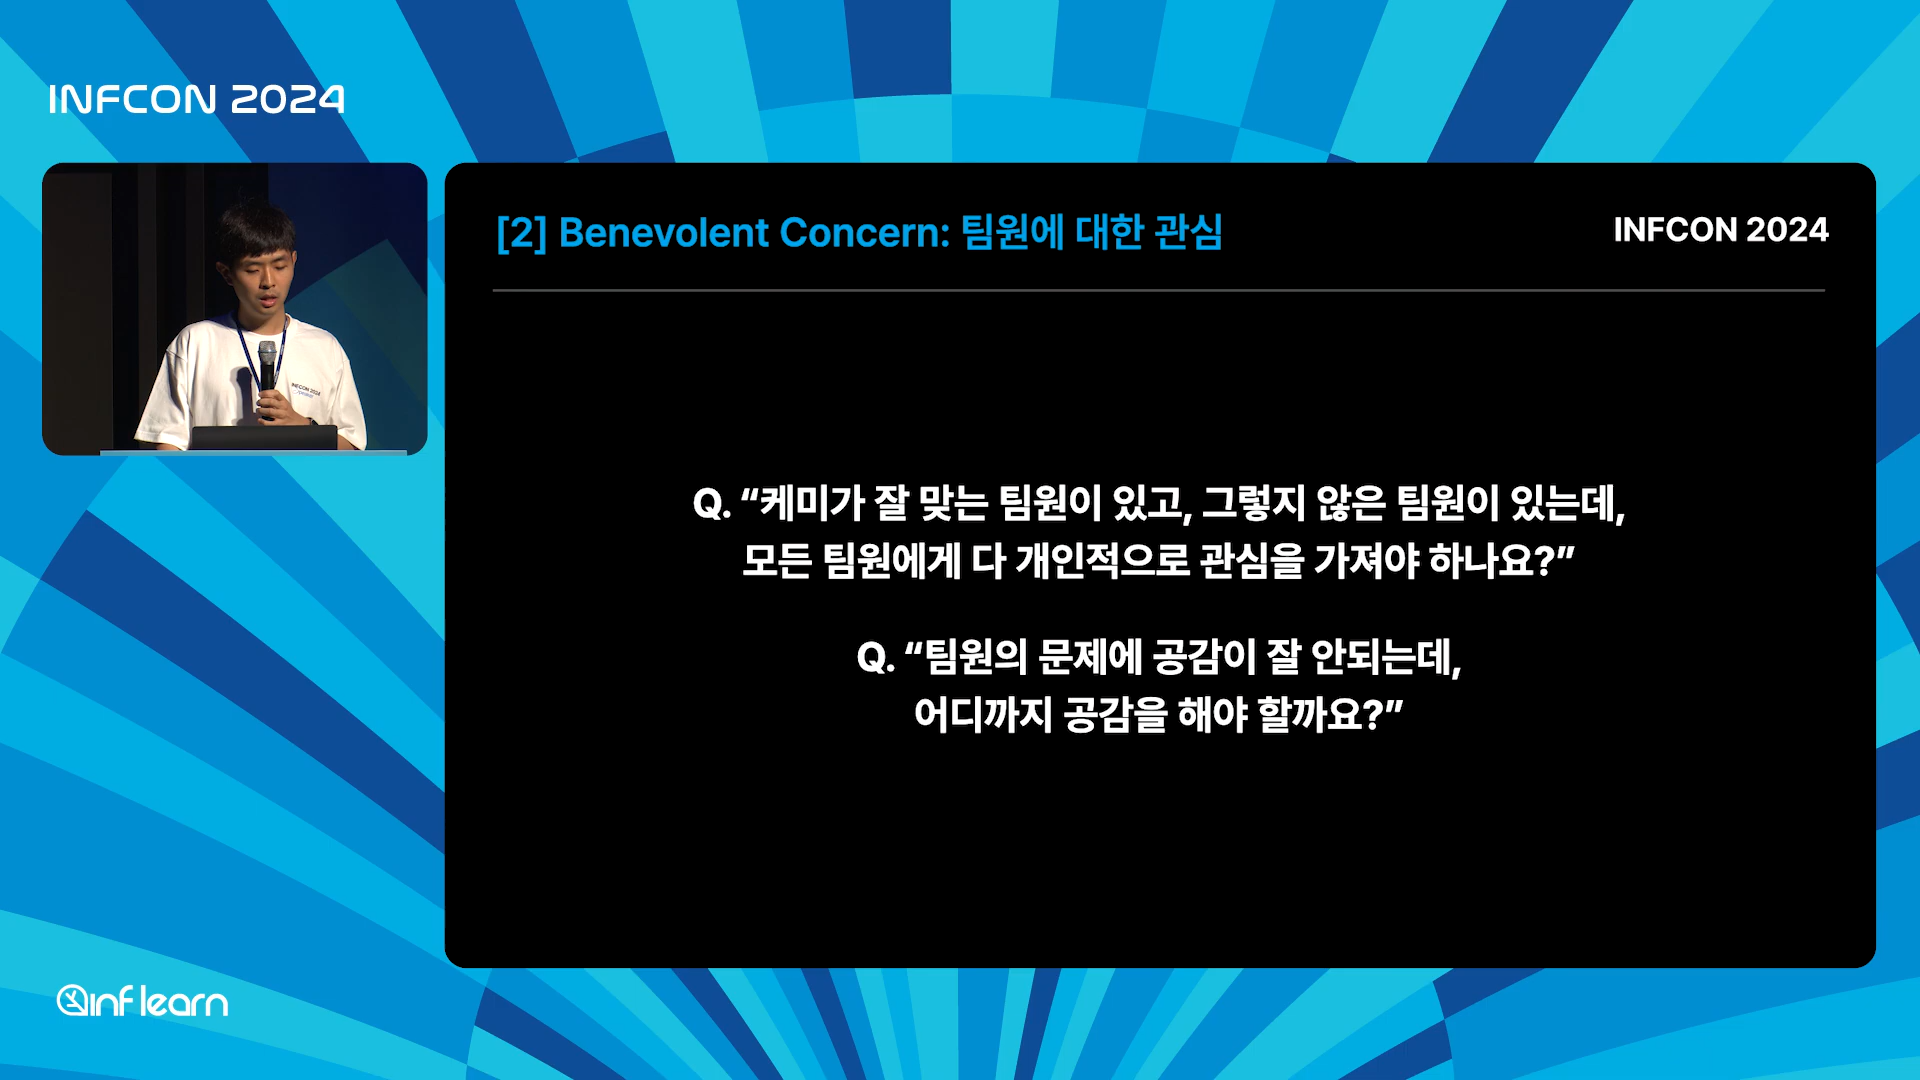 INFCON 2024
[2] Benevolent Concern: 팀원에 대한 관심
INFCON 2024
Q. “케미가 잘 맞는 팀원이 있고, 그렇지 않은 팀원이 있는데,
모든 팀원에게 다 개인적으로 관심을 가져야 하나요?”
Q. “팀원의 문제에 공감이 잘 안되는데,
어디까지 공감을 해야 할까요?”
INFCON 2024
inflearn